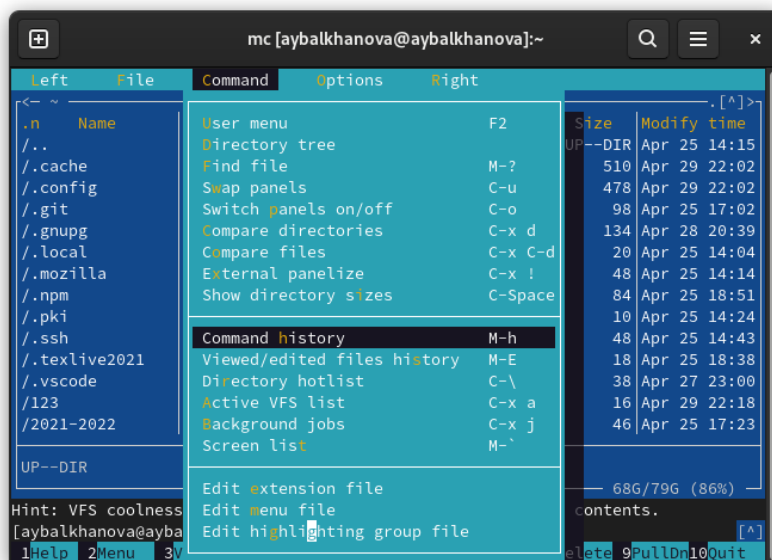 mc [aybalkhanova@aybalkhanova]:~
Left File Command Options Right
<— ~ .[^]>
.n Name Size Modify time
/.. UP--DIR Apr 25 14:15
/.cache 510 Apr 29 22:02
/.config 478 Apr 29 22:02
/.git 98 Apr 25 17:02
/.gnupg 134 Apr 28 20:39
/.local 20 Apr 25 14:04
/.mozilla 48 Apr 25 14:14
/.npm 84 Apr 25 18:51
/.pki 10 Apr 25 14:24
/.ssh 48 Apr 25 14:43
/.texlive2021 18 Apr 25 18:38
/.vscode 38 Apr 27 23:00
/123 16 Apr 29 22:18
/2021-2022 46 Apr 25 17:23
UP--DIR
68G/79G (86%)
User menu F2
Directory tree
Find file M-?
Swap panels C-u
Switch panels on/off C-o
Compare directories C-x d
Compare files C-x C-d
External panelize C-x !
Show directory sizes C-Space
Command history M-h
Viewed/edited files history M-E
Directory hotlist C-\
Active VFS list C-x a
Background jobs C-x j
Screen list M-`
Edit extension file
Edit menu file
Edit highlighting group file
Hint: VFS coolness contents.
[aybalkhanova@ayba [^]
1Help 2Menu 3V elete 9PullDn 10Quit